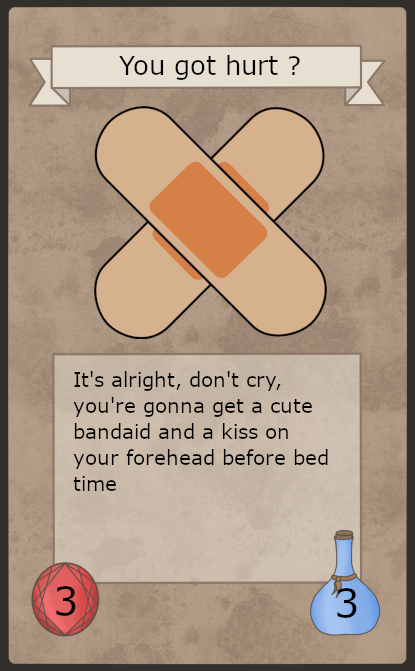 You got hurt ?
It's alright, don't cry,
you're gonna get a cute
bandaid and a kiss on
your forehead before bed
time
3
3